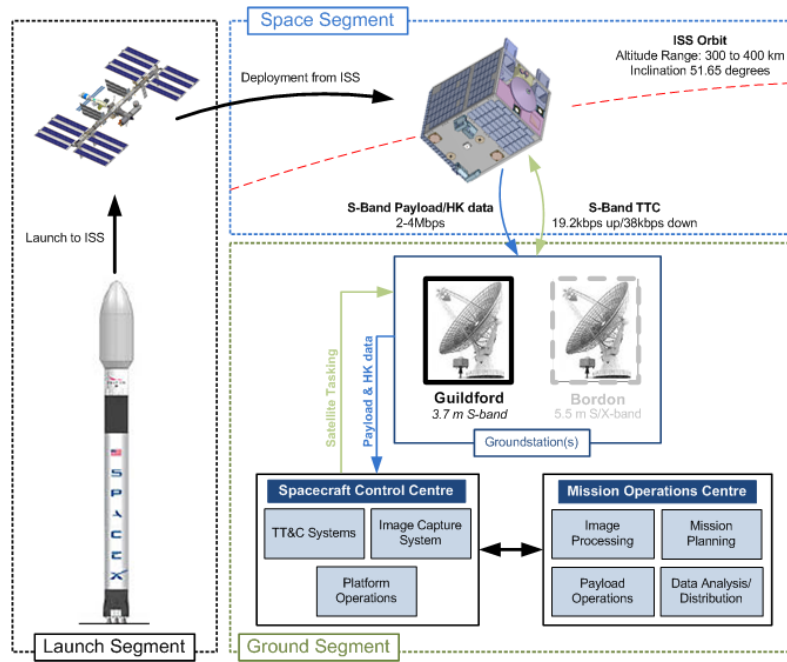 Space Segment
ISS Orbit
Altitude Range: 300 to 400 km
Inclination 51.65 degrees
Deployment from ISS
S-Band Payload/HK data
2-4Mbps
S-Band TTC
19.2kbps up/38kbps down
Launch to ISS
SPACEX
Launch Segment
Satellite Tasking
Payload & HK data
Guildford
3.7 m S-band
Bordon
5.5 m S/X-band
Groundstation(s)
Spacecraft Control Centre
TT&C Systems
Image Capture
System
Platform
Operations
Mission Operations Centre
Image
Processing
Mission
Planning
Payload
Operations
Data Analysis/
Distribution
Ground Segment